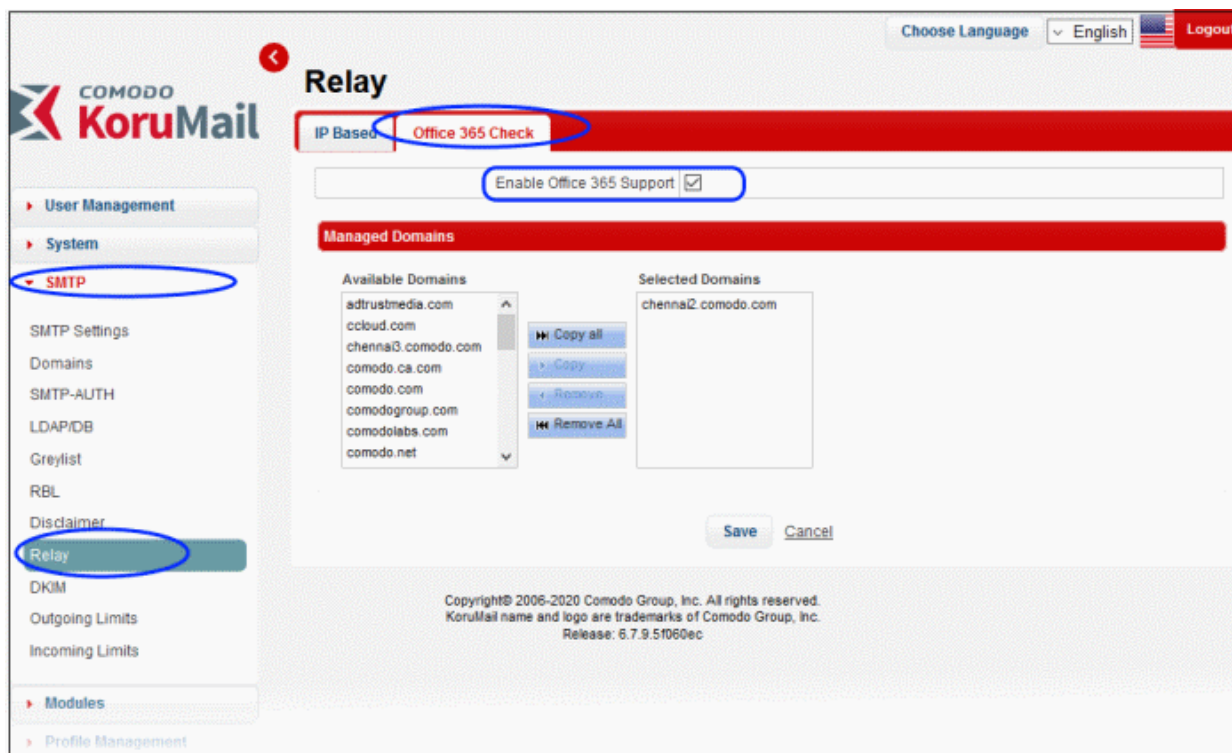 Choose Language
English
Logout
COMODO
KoruMail
Relay
IP Based
Office 365 Check
Enable Office 365 Support
User Management
System
SMTP
SMTP Settings
Domains
SMTP-AUTH
LDAP/DB
Greylist
RBL
Disclaimer
Relay
DKIM
Outgoing Limits
Incoming Limits
Modules
Profile Management
Managed Domains
Available Domains
adtrustmedia.com
ccloud.com
chennai3.comodo.com
comodo.ca.com
comodo.com
comodogroup.com
comodolabs.com
comodo.net
Copy all
Copy
Remove
Remove All
Selected Domains
chennai2.comodo.com
Save
Cancel
Copyright© 2006-2020 Comodo Group, Inc. All rights reserved.
KoruMail name and logo are trademarks of Comodo Group, Inc.
Release: 6.7.9.5f060ec